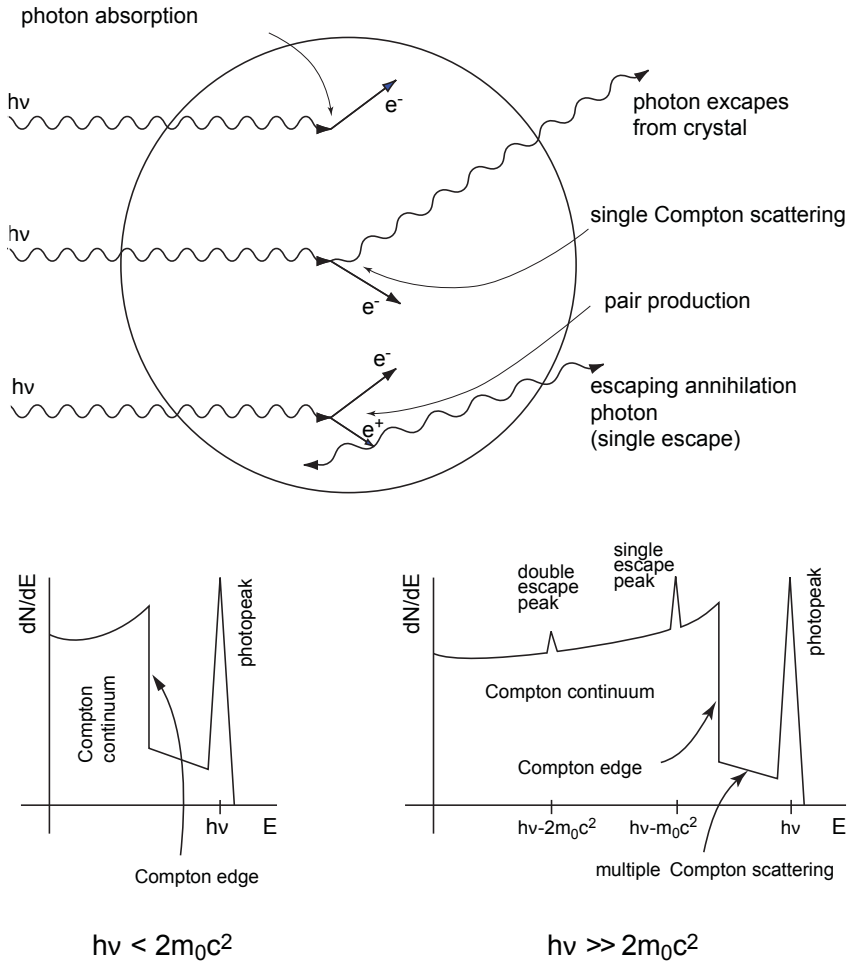 photon absorption
hν
e-
photon excapes
from crystal
hν
single Compton scattering
e-
pair production
hν
e-
e+
escaping annihilation
photon
(single escape)
dN/dE
Compton
continuum
photopeak
hν
E
Compton edge
hν < 2m₀c²
dN/dE
double
escape
peak
single
escape
peak
photopeak
Compton continuum
Compton edge
hν-2m₀c²
hν-m₀c²
hν
E
multiple Compton scattering
hν >> 2m₀c²